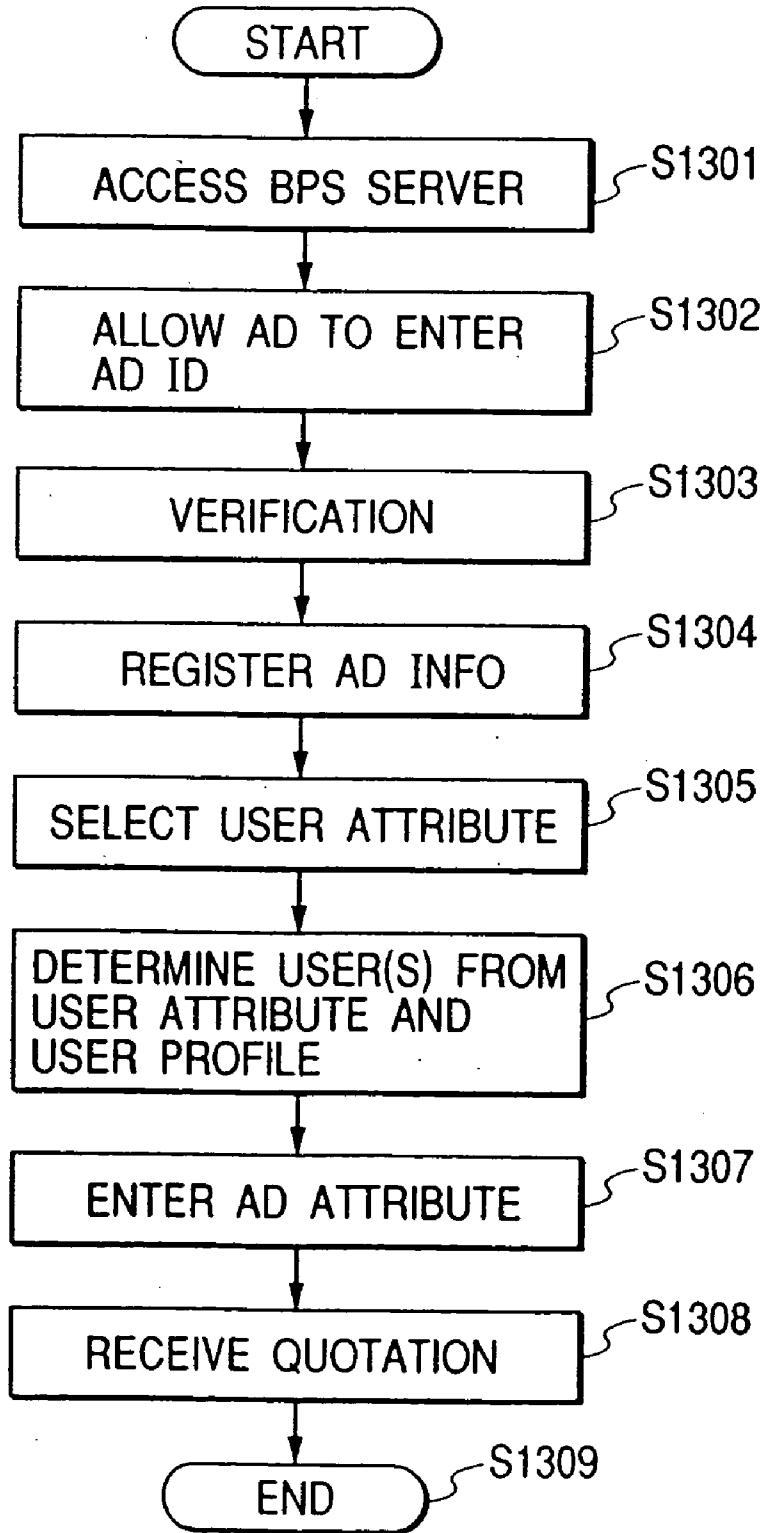 START
ACCESS BPS SERVER
S1301
ALLOW AD TO ENTER
AD ID
S1302
VERIFICATION
S1303
REGISTER AD INFO
S1304
SELECT USER ATTRIBUTE
S1305
DETERMINE USER(S) FROM
USER ATTRIBUTE AND
USER PROFILE
S1306
ENTER AD ATTRIBUTE
S1307
RECEIVE QUOTATION
S1308
END
S1309